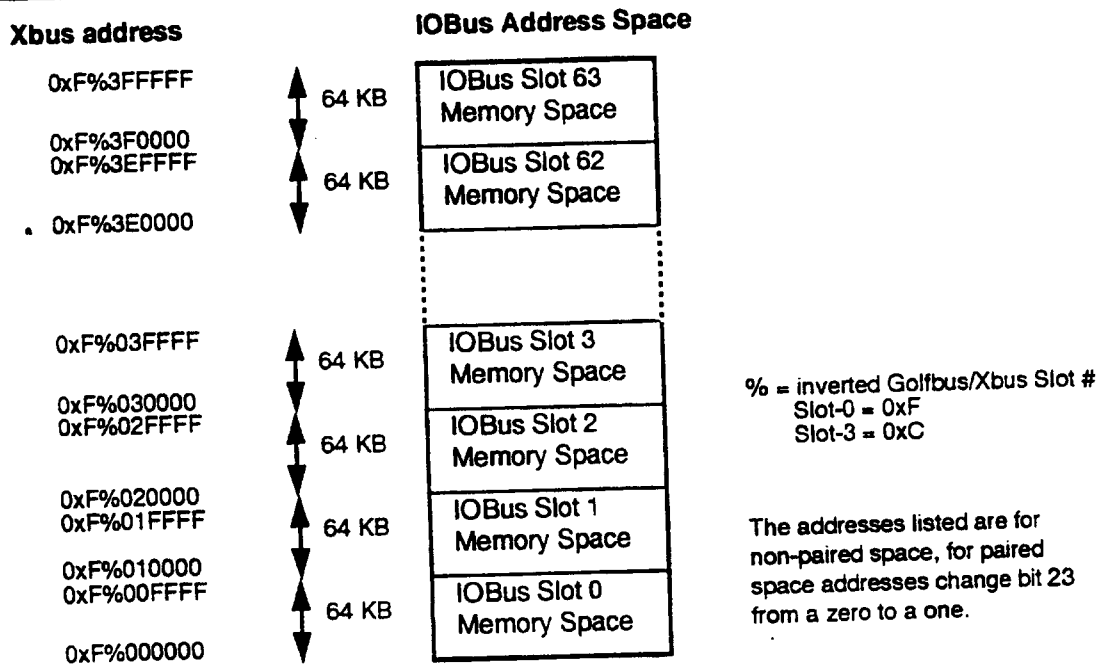 Xbus address
IOBus Address Space
0xF%3FFFFF
64 KB
IOBus Slot 63
Memory Space
0xF%3F0000
0xF%3EFFFF
64 KB
IOBus Slot 62
Memory Space
0xF%3E0000
0xF%03FFFF
64 KB
IOBus Slot 3
Memory Space
0xF%030000
0xF%02FFFF
64 KB
IOBus Slot 2
Memory Space
0xF%020000
0xF%01FFFF
64 KB
IOBus Slot 1
Memory Space
0xF%010000
0xF%00FFFF
64 KB
IOBus Slot 0
Memory Space
0xF%000000
% = inverted Golfbus/Xbus Slot #
Slot-0 = 0xF
Slot-3 = 0xC
The addresses listed are for
non-paired space, for paired
space addresses change bit 23
from a zero to a one.